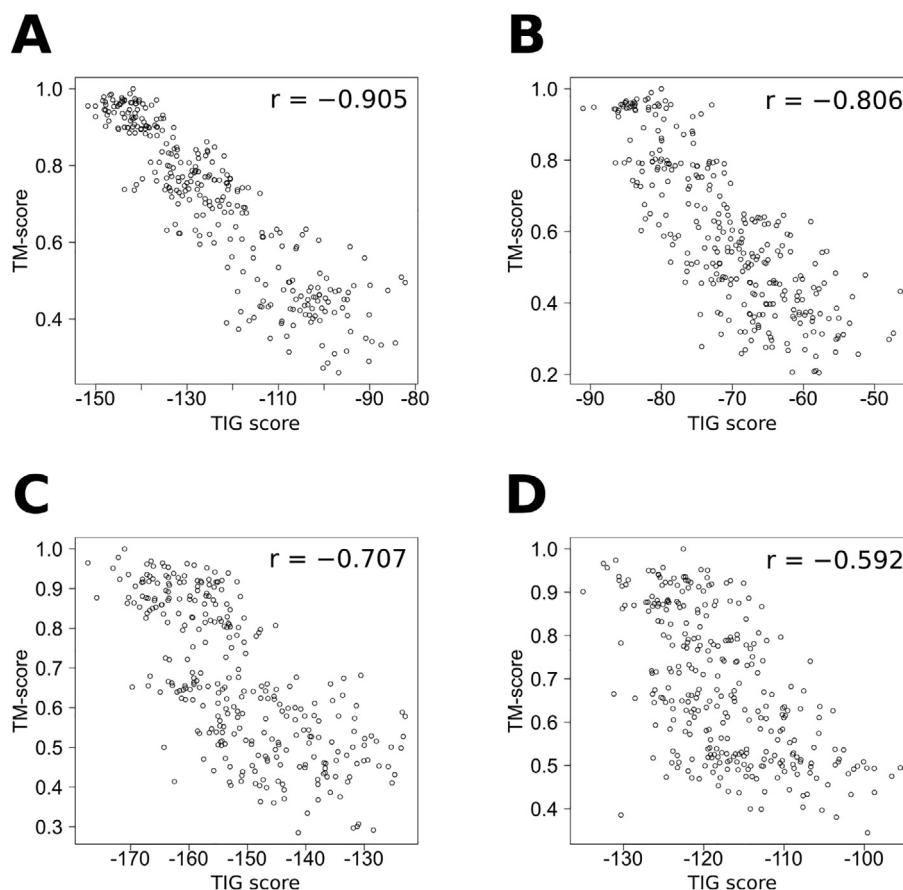 A
B
r = −0.905
r = −0.806
TM-score
1.0
0.8
0.6
0.4
-150
-130
-110
-90
-80
TIG score
TM-score
1.0
0.8
0.6
0.4
0.2
-90
-80
-70
-60
-50
TIG score
C
D
r = −0.707
r = −0.592
TM-score
1.0
0.9
0.8
0.7
0.6
0.5
0.4
0.3
-170
-160
-150
-140
-130
TIG score
TM-score
1.0
0.9
0.8
0.7
0.6
0.5
0.4
-130
-120
-110
-100
TIG score